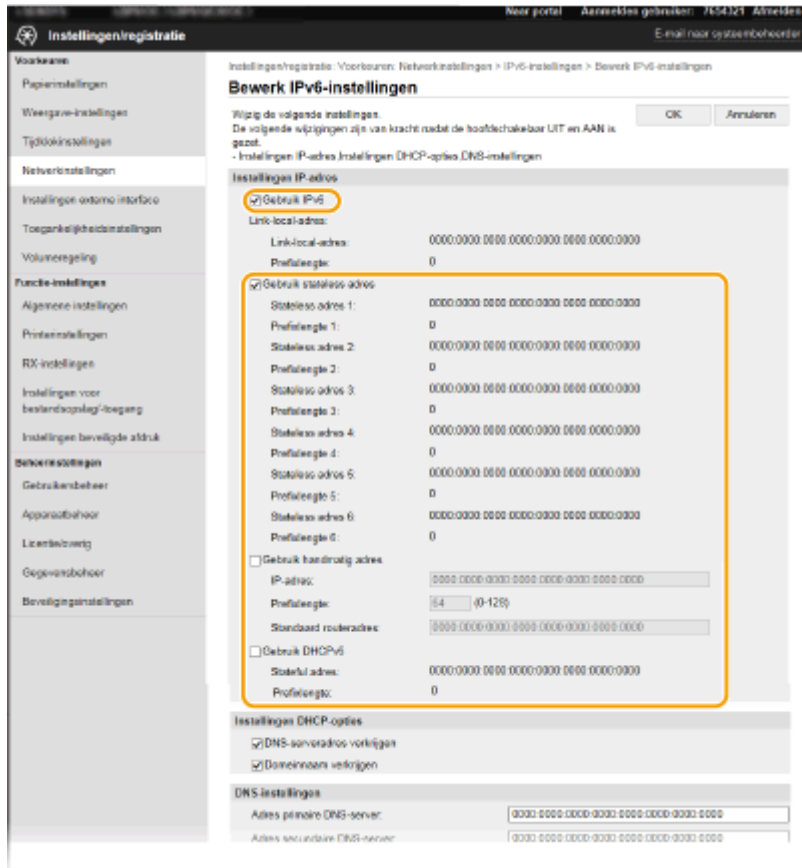 Naar portal Aanmelden gebruiker: 7654321 Afmelden
Instellingen/registratie
E-mail naar systeembeheerder
Voorkeuren
Papierinstellingen
Weergave-instellingen
Tijdklokinstellingen
Netwerkinstellingen
Instellingen externe interface
Toegankelijkheidsinstellingen
Volumeregeling
Functie-instellingen
Algemene instellingen
Printerinstellingen
RX-instellingen
Instellingen voor
bestandsopslag/-toegang
Instellingen beveiligde afdruk
Beheerinstellingen
Gebruikersbeheer
Apparaatbeheer
Licentie/overig
Gegevensbeheer
Beveiligingsinstellingen
Instellingen/registratie: Voorkeuren: Netwerkinstellingen > IPv6-instellingen > Bewerk IPv6-instellingen
Bewerk IPv6-instellingen
Wijzig de volgende instellingen.
De volgende wijzigingen zijn van kracht nadat de hoofdschakelaar UIT en AAN is
gezet.
- Instellingen IP-adres,Instellingen DHCP-opties,DNS-instellingen
OK Annuleren
Instellingen IP-adres
Gebruik IPv6
Link-local-adres:
Link-local-adres: 0000:0000:0000:0000:0000:0000:0000:0000
Prefixlengte: 0
Gebruik stateless adres
Stateless adres 1: 0000:0000:0000:0000:0000:0000:0000:0000
Prefixlengte 1: 0
Stateless adres 2: 0000:0000:0000:0000:0000:0000:0000:0000
Prefixlengte 2: 0
Stateless adres 3: 0000:0000:0000:0000:0000:0000:0000:0000
Prefixlengte 3: 0
Stateless adres 4: 0000:0000:0000:0000:0000:0000:0000:0000
Prefixlengte 4: 0
Stateless adres 5: 0000:0000:0000:0000:0000:0000:0000:0000
Prefixlengte 5: 0
Stateless adres 6: 0000:0000:0000:0000:0000:0000:0000:0000
Prefixlengte 6: 0
Gebruik handmatig adres
IP-adres: 0000:0000:0000:0000:0000:0000:0000:0000
Prefixlengte: 64 (0-128)
Standaard routeradres: 0000:0000:0000:0000:0000:0000:0000:0000
Gebruik DHCPv6
Stateful adres: 0000:0000:0000:0000:0000:0000:0000:0000
Prefixlengte: 0
Instellingen DHCP-opties
DNS-serveradres verkrijgen
Domeinnaam verkrijgen
DNS-instellingen
Adres primaire DNS-server: 0000:0000:0000:0000:0000:0000:0000:0000
Adres secundaire DNS-server: 0000:0000:0000:0000:0000:0000:0000:0000